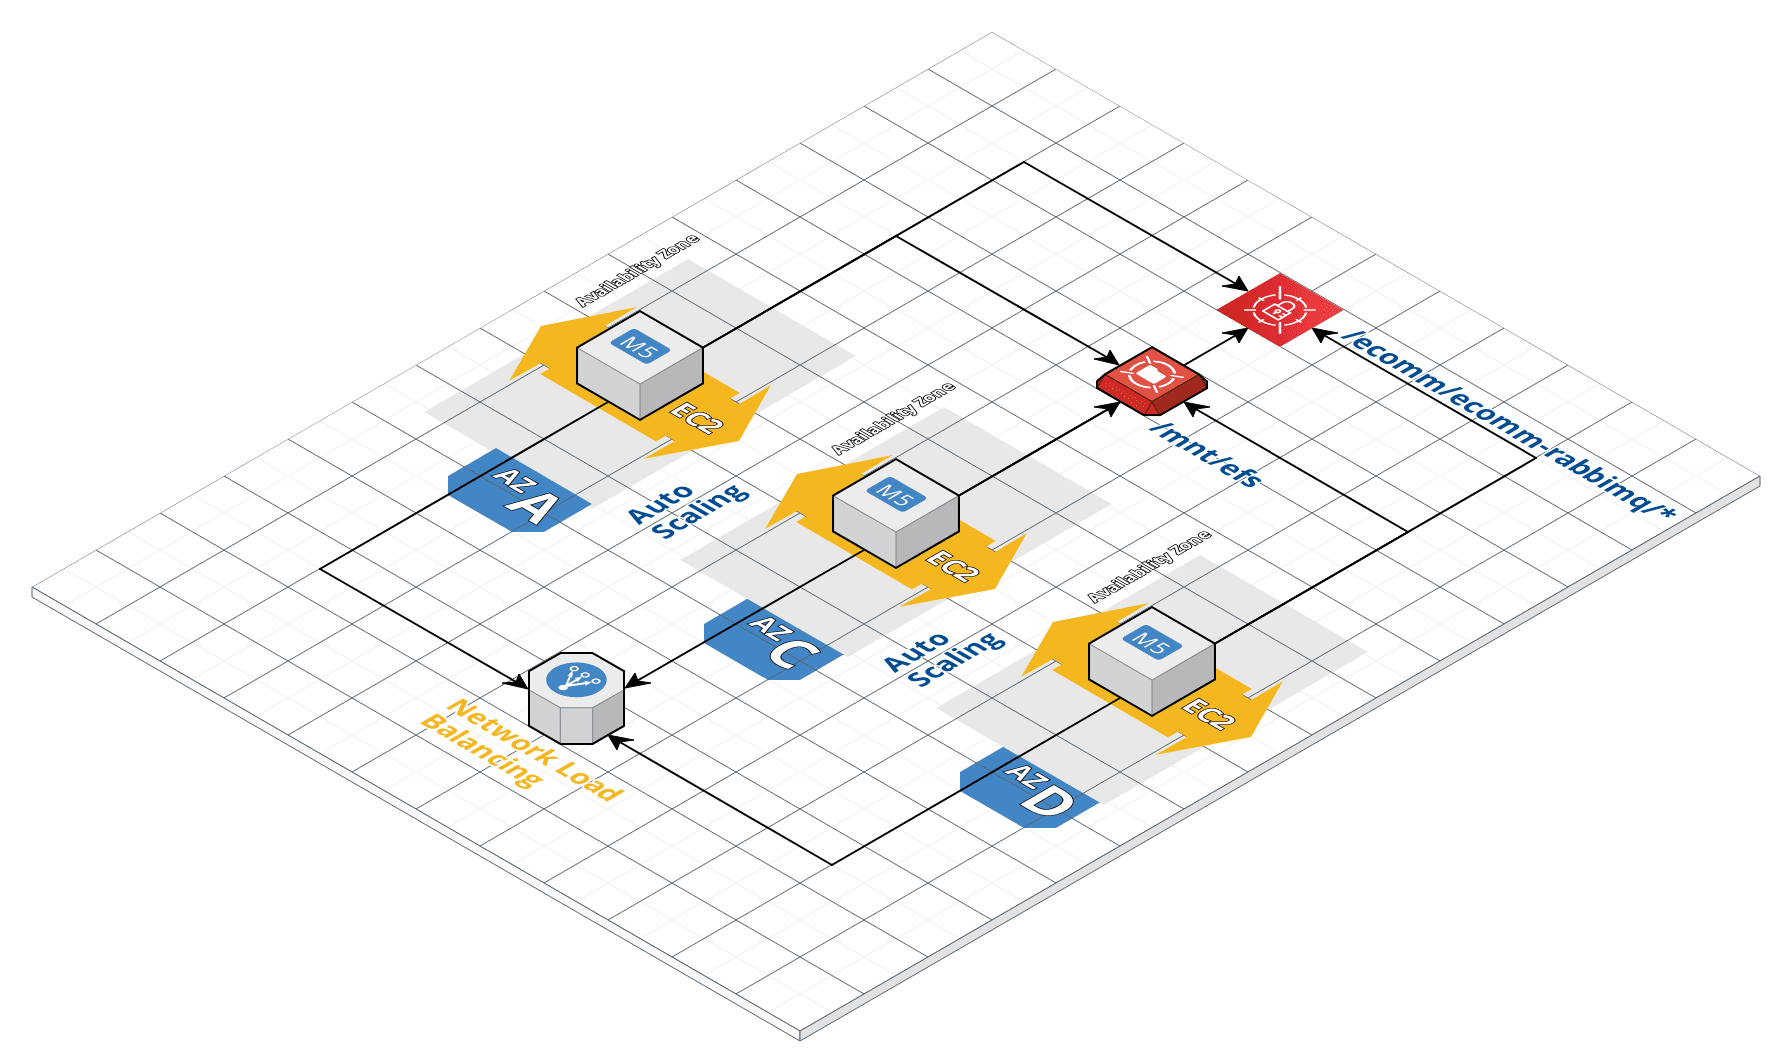 Availability Zone
M5
EC2
AZ A
Auto
Scaling
Availability Zone
M5
EC2
AZ C
Auto
Scaling
Availability Zone
M5
EC2
AZ D
Network Load
Balancing
/mnt/efs
/ecomm/ecomm-rabbimq/*